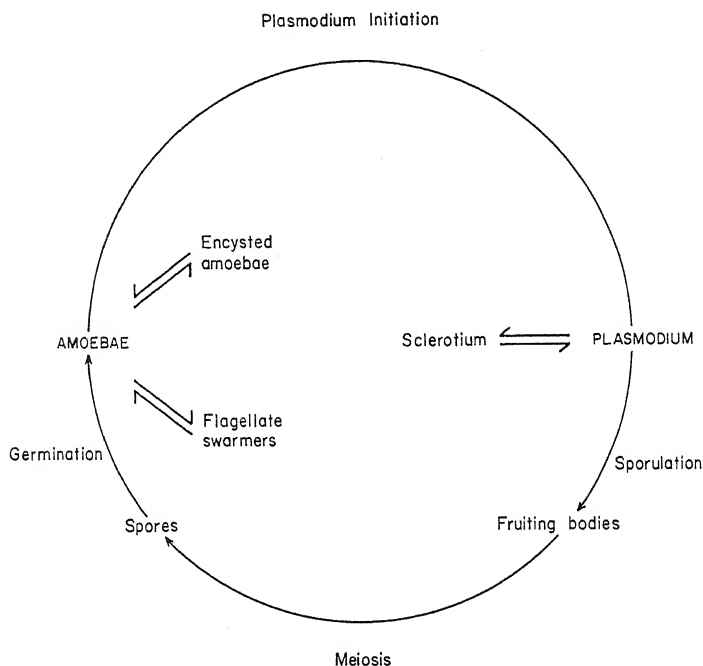 Plasmodium Initiation
Encysted
amoebae
AMOEBAE
Sclerotium
PLASMODIUM
Flagellate
swarmers
Germination
Sporulation
Spores
Fruiting bodies
Meiosis